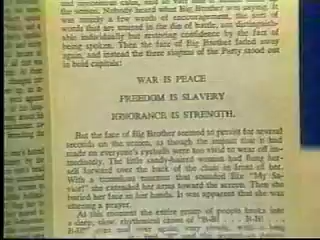 the screen. Nobody heard what Big Brother was saying. It
was merely a few words of encouragement, the sort of
words that are uttered in the din of battle, not distinguish-
able individually but restoring confidence by the fact of
being spoken. Then the face of Big Brother faded away
again, and instead the three slogans of the Party stood out
in bold capitals:
WAR IS PEACE
FREEDOM IS SLAVERY
IGNORANCE IS STRENGTH.
But the face of Big Brother seemed to persist for several
seconds on the screen, as though the impact that it had
made on everyone's eyeballs were too vivid to wear off im-
mediately. The little sandy-haired woman had flung her-
self forward over the back of the chair in front of her.
With a tremulous murmur that sounded like "My Sa-
vior!" she extended her arms toward the screen. Then she
buried her face in her hands. It was apparent that she was
uttering a prayer.
At this moment the entire group of people broke into
a deep, slow, rhythmical chant of "B-B!